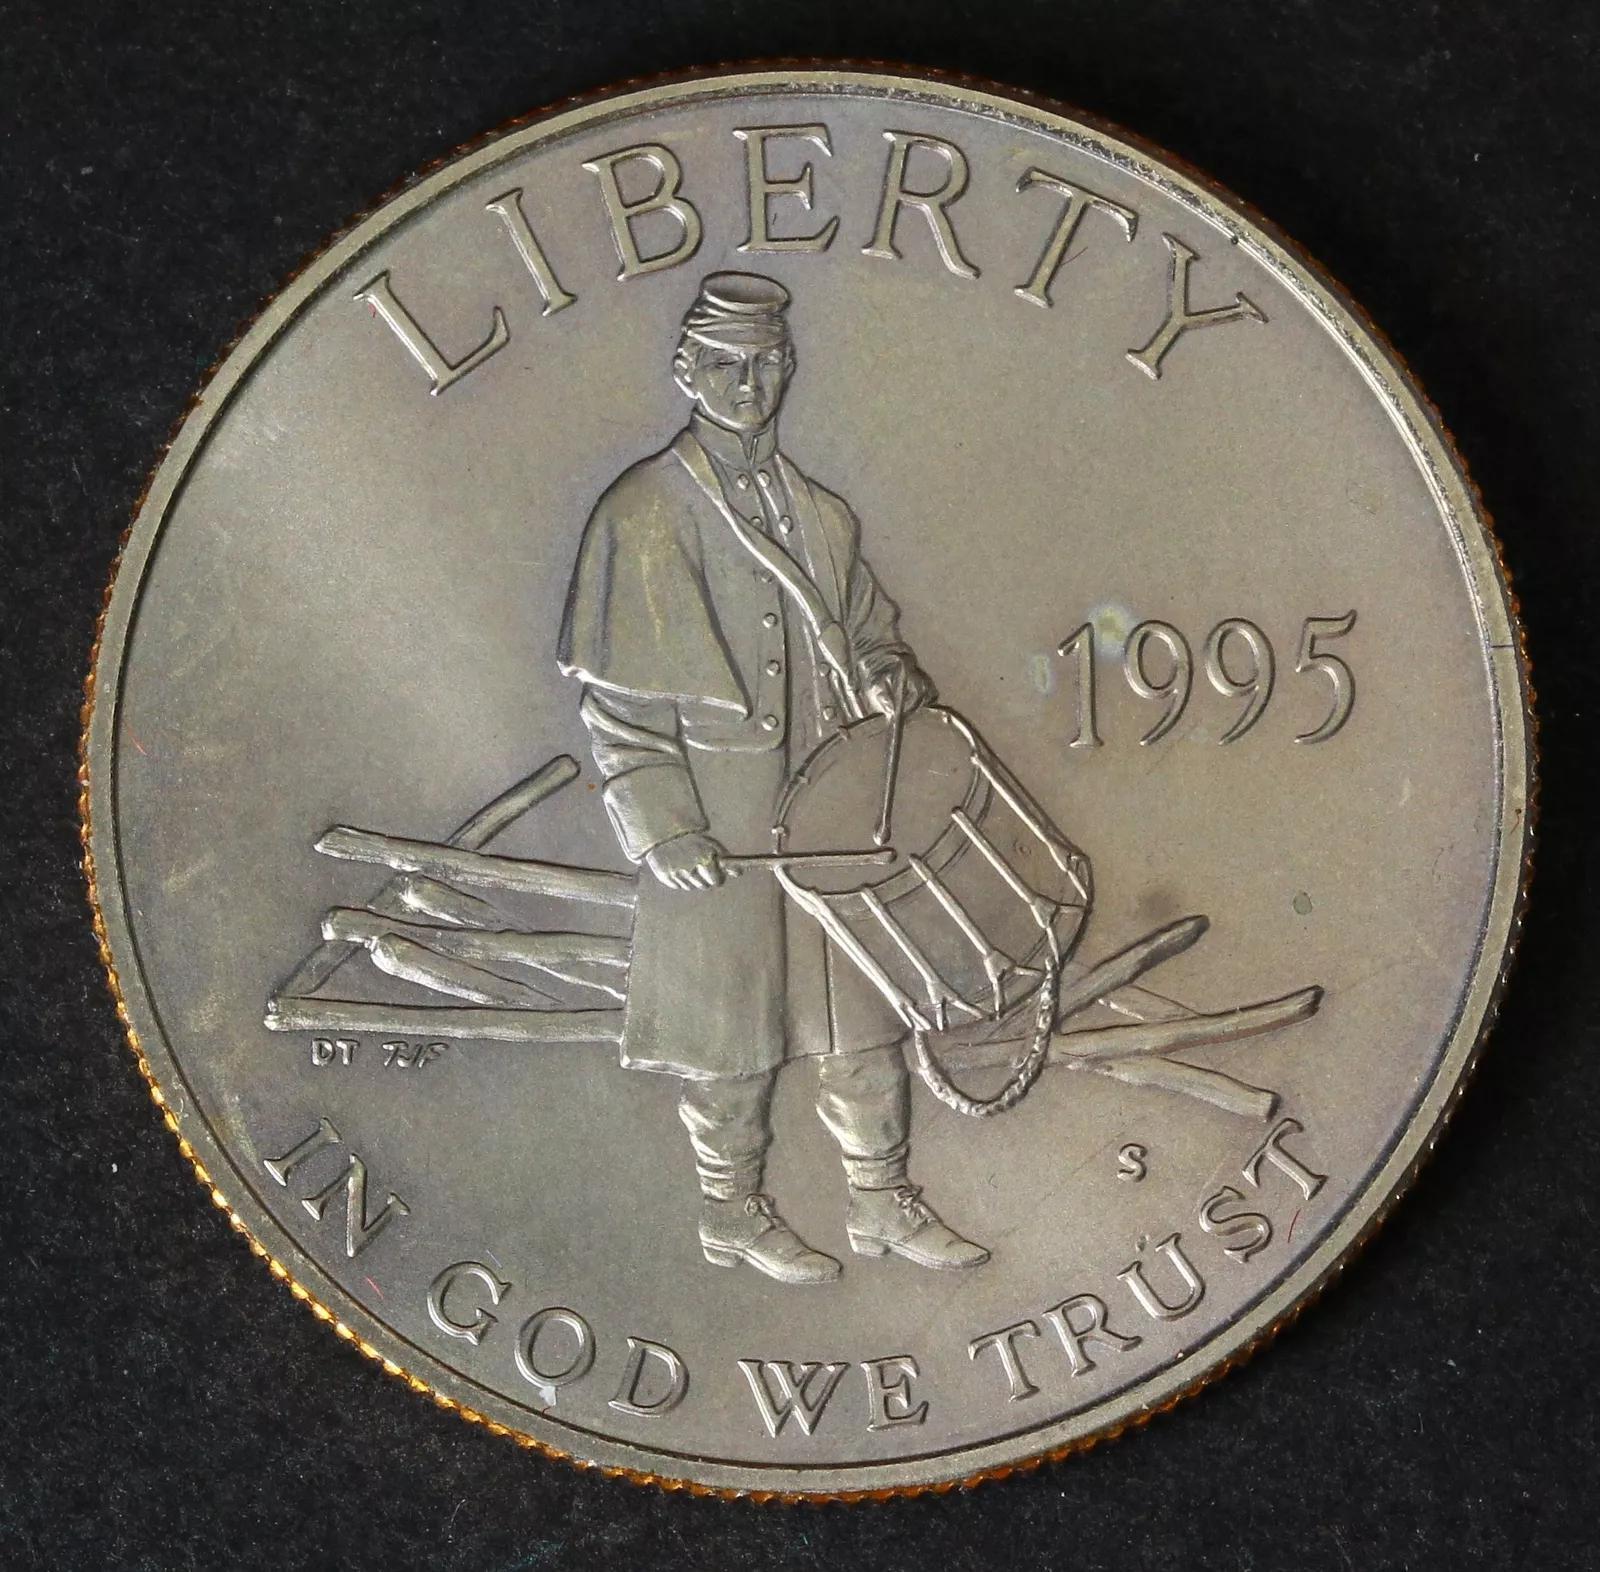 LIBERTY
1995
DT TJF
S
IN GOD WE TRUST